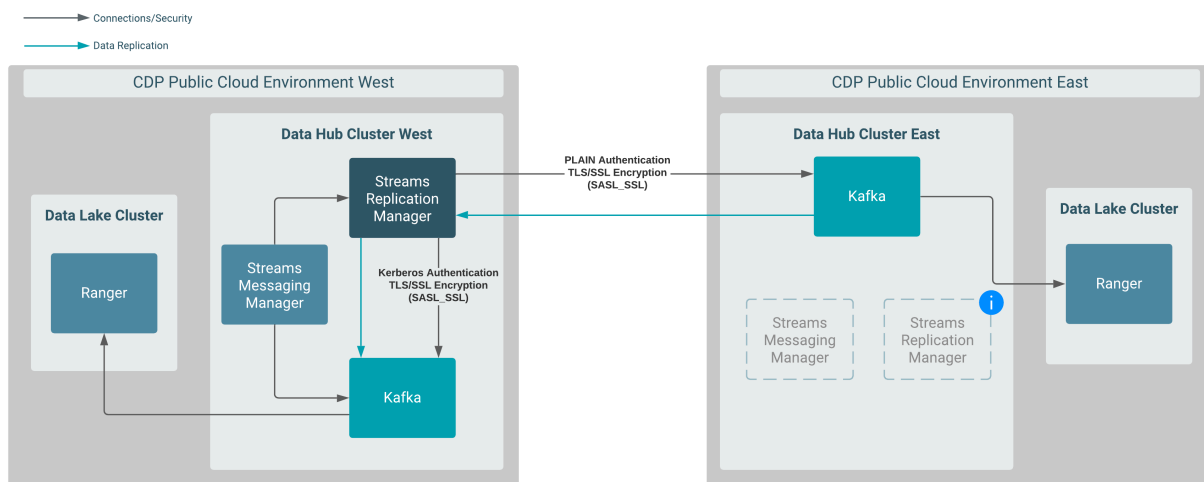 Connections/Security
Data Replication
CDP Public Cloud Environment West
Data Hub Cluster West
Data Lake Cluster
Ranger
Streams
Messaging
Manager
Streams
Replication
Manager
Kerberos Authentication
TLS/SSL Encryption
(SASL_SSL)
Kafka
PLAIN Authentication
TLS/SSL Encryption
(SASL_SSL)
CDP Public Cloud Environment East
Data Hub Cluster East
Kafka
Streams
Messaging
Manager
Streams
Replication
Manager
i
Data Lake Cluster
Ranger